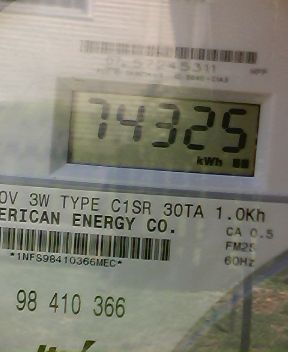 74325
kWh
0V 3W TYPE C1SR 30TA 1.0Kh
ERICAN ENERGY CO.
CA 0.5
FM2S
60Hz
*1NFS98410366MEC*
98 410 366